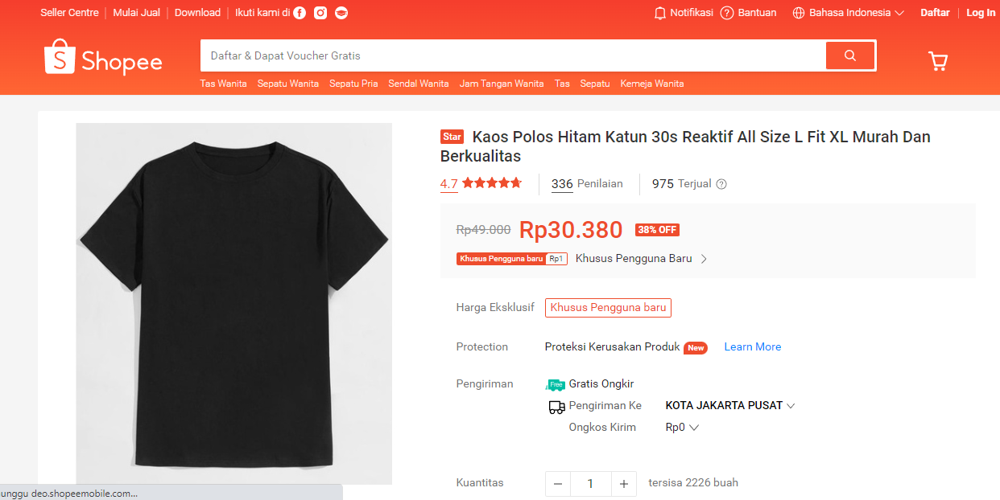 Seller Centre Mulai Jual Download Ikuti kami di Notifikasi Bantuan Bahasa Indonesia Daftar Log In
Shopee
Daftar & Dapat Voucher Gratis
Tas Wanita Sepatu Wanita Sepatu Pria Sendal Wanita Jam Tangan Wanita Tas Sepatu Kemeja Wanita
Star Kaos Polos Hitam Katun 30s Reaktif All Size L Fit XL Murah Dan
Berkualitas
4.7 336 Penilaian 975 Terjual
Rp49.000 Rp30.380 38% OFF
Khusus Pengguna baru Rp1 Khusus Pengguna Baru
Harga Eksklusif Khusus Pengguna baru
Protection Proteksi Kerusakan Produk New Learn More
Pengiriman Free Gratis Ongkir
Pengiriman Ke KOTA JAKARTA PUSAT
Ongkos Kirim Rp0
Kuantitas − 1 + tersisa 2226 buah
unggu deo.shopeemobile.com...